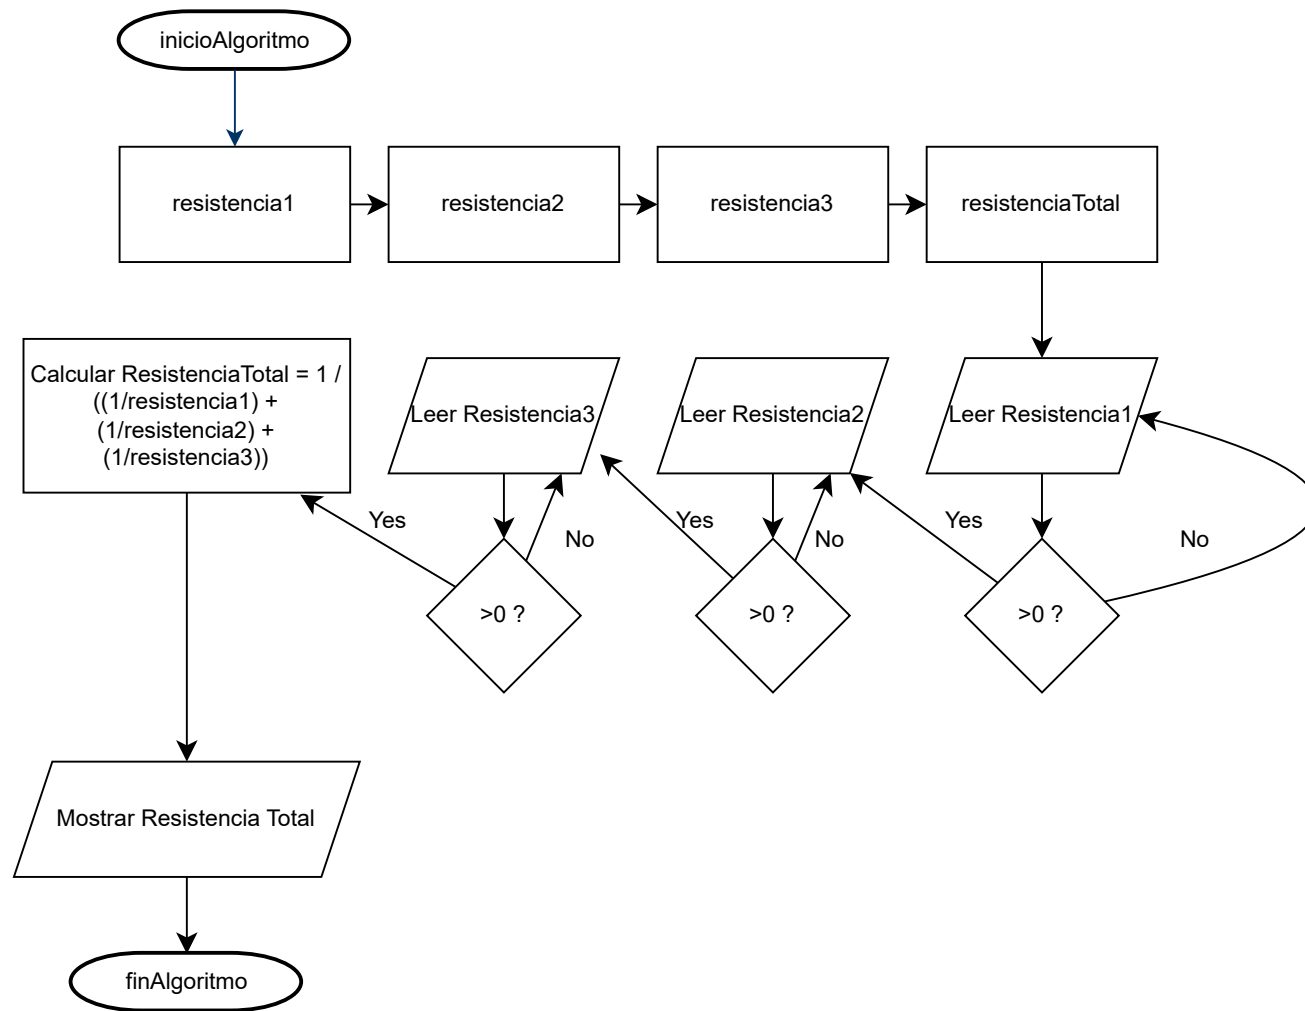 inicioAlgoritmo
resistencia1
resistencia2
resistencia3
resistenciaTotal
Leer Resistencia1
>0 ?
No
Yes
Leer Resistencia2
>0 ?
No
Yes
Leer Resistencia3
>0 ?
No
Yes
Calcular ResistenciaTotal = 1 /
((1/resistencia1) +
(1/resistencia2) +
(1/resistencia3))
Mostrar Resistencia Total
finAlgoritmo